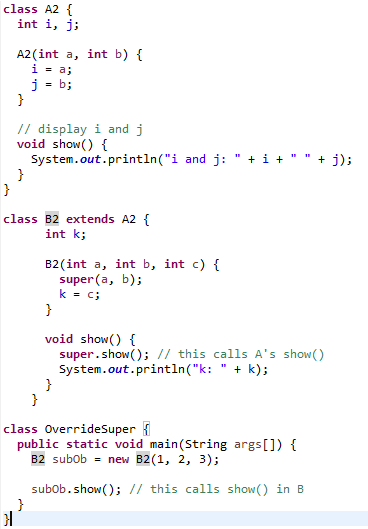 class A2 {
  int i, j;

  A2(int a, int b) {
    i = a;
    j = b;
  }

  // display i and j
  void show() {
    System.out.println("i and j: " + i + " " + j);
  }
}

class B2 extends A2 {
      int k;

      B2(int a, int b, int c) {
        super(a, b);
        k = c;
      }

      void show() {
        super.show(); // this calls A's show()
        System.out.println("k: " + k);
      }
    }

class OverrideSuper {
  public static void main(String args[]) {
    B2 subOb = new B2(1, 2, 3);

    subOb.show(); // this calls show() in B
  }
}